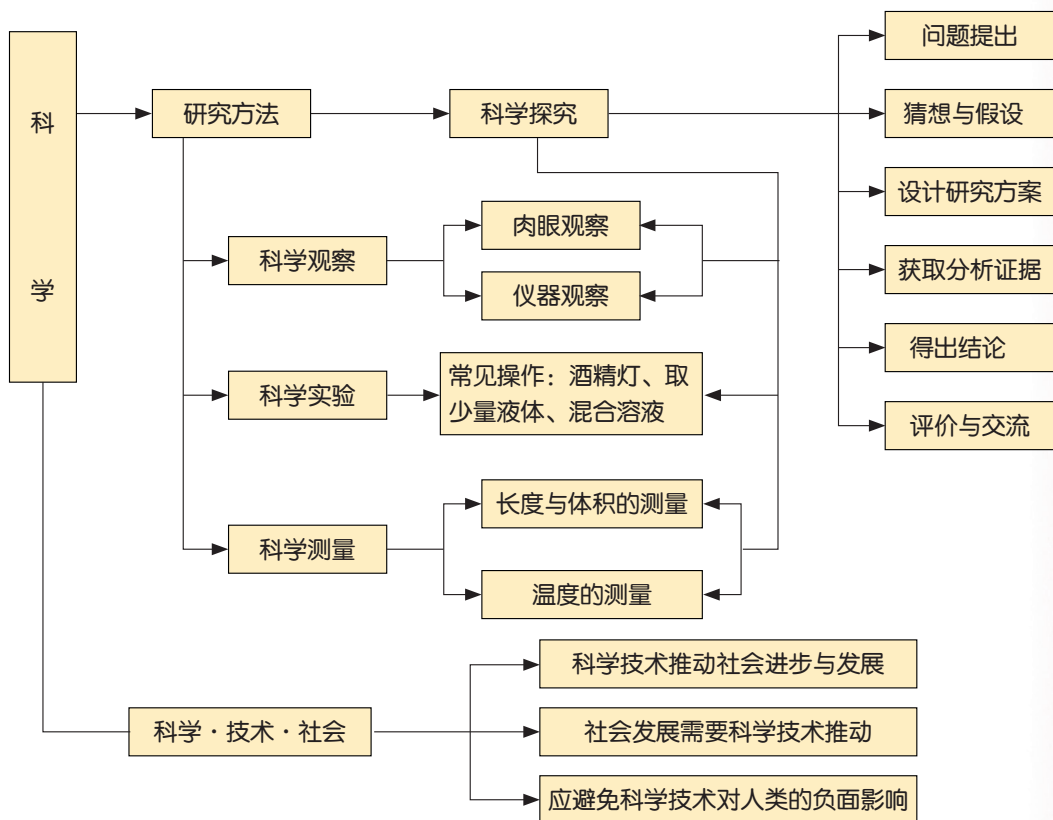 科
学
研究方法
科学探究
问题提出
猜想与假设
设计研究方案
获取分析证据
得出结论
评价与交流
科学观察
肉眼观察
仪器观察
科学实验
常见操作：酒精灯、取
少量液体、混合溶液
科学测量
长度与体积的测量
温度的测量
科学·技术·社会
科学技术推动社会进步与发展
社会发展需要科学技术推动
应避免科学技术对人类的负面影响